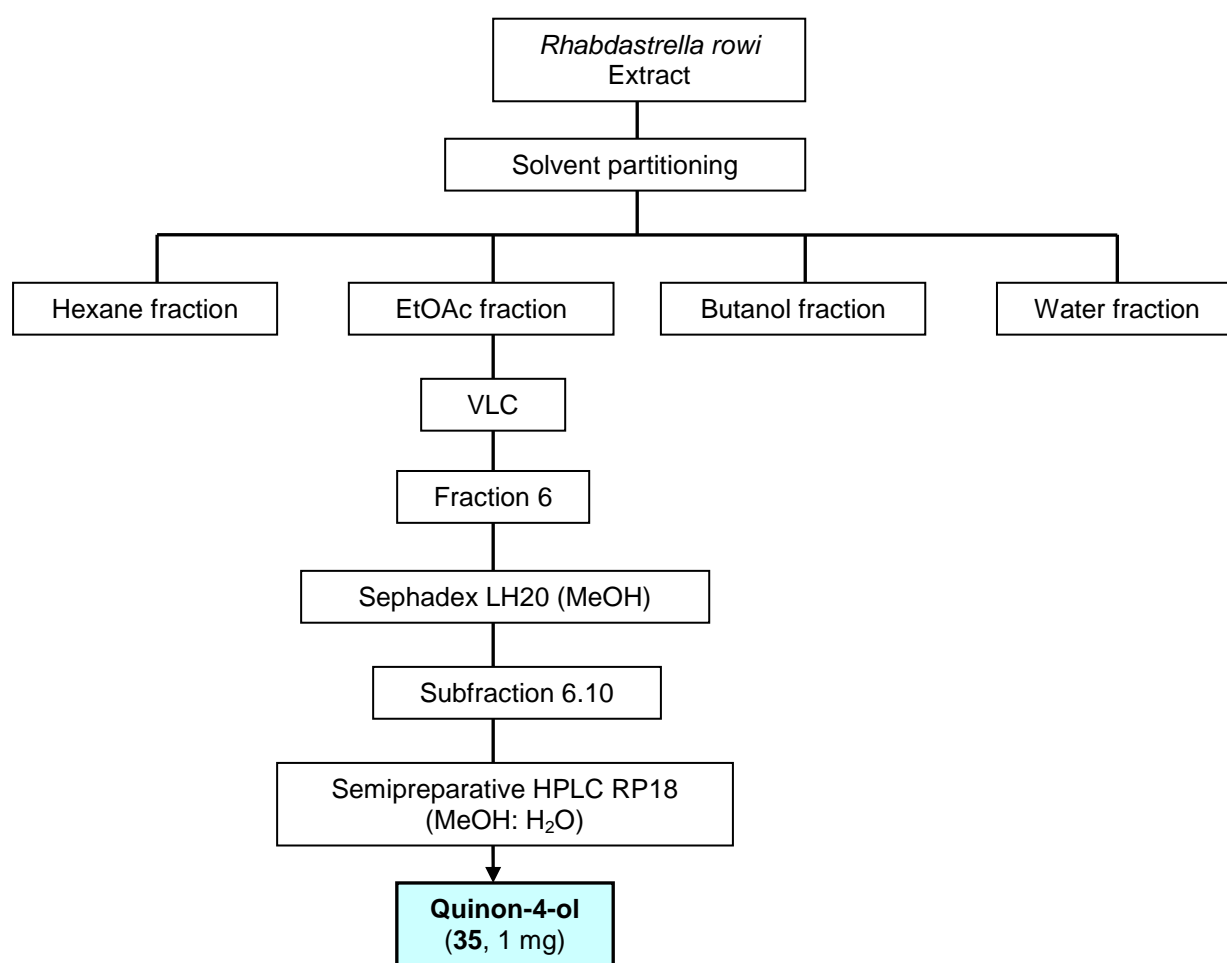 Rhabdastrella rowi
Extract
Solvent partitioning
Hexane fraction
EtOAc fraction
Butanol fraction
Water fraction
VLC
Fraction 6
Sephadex LH20 (MeOH)
Subfraction 6.10
Semipreparative HPLC RP18
(MeOH: H₂O)
Quinon-4-ol
(35, 1 mg)